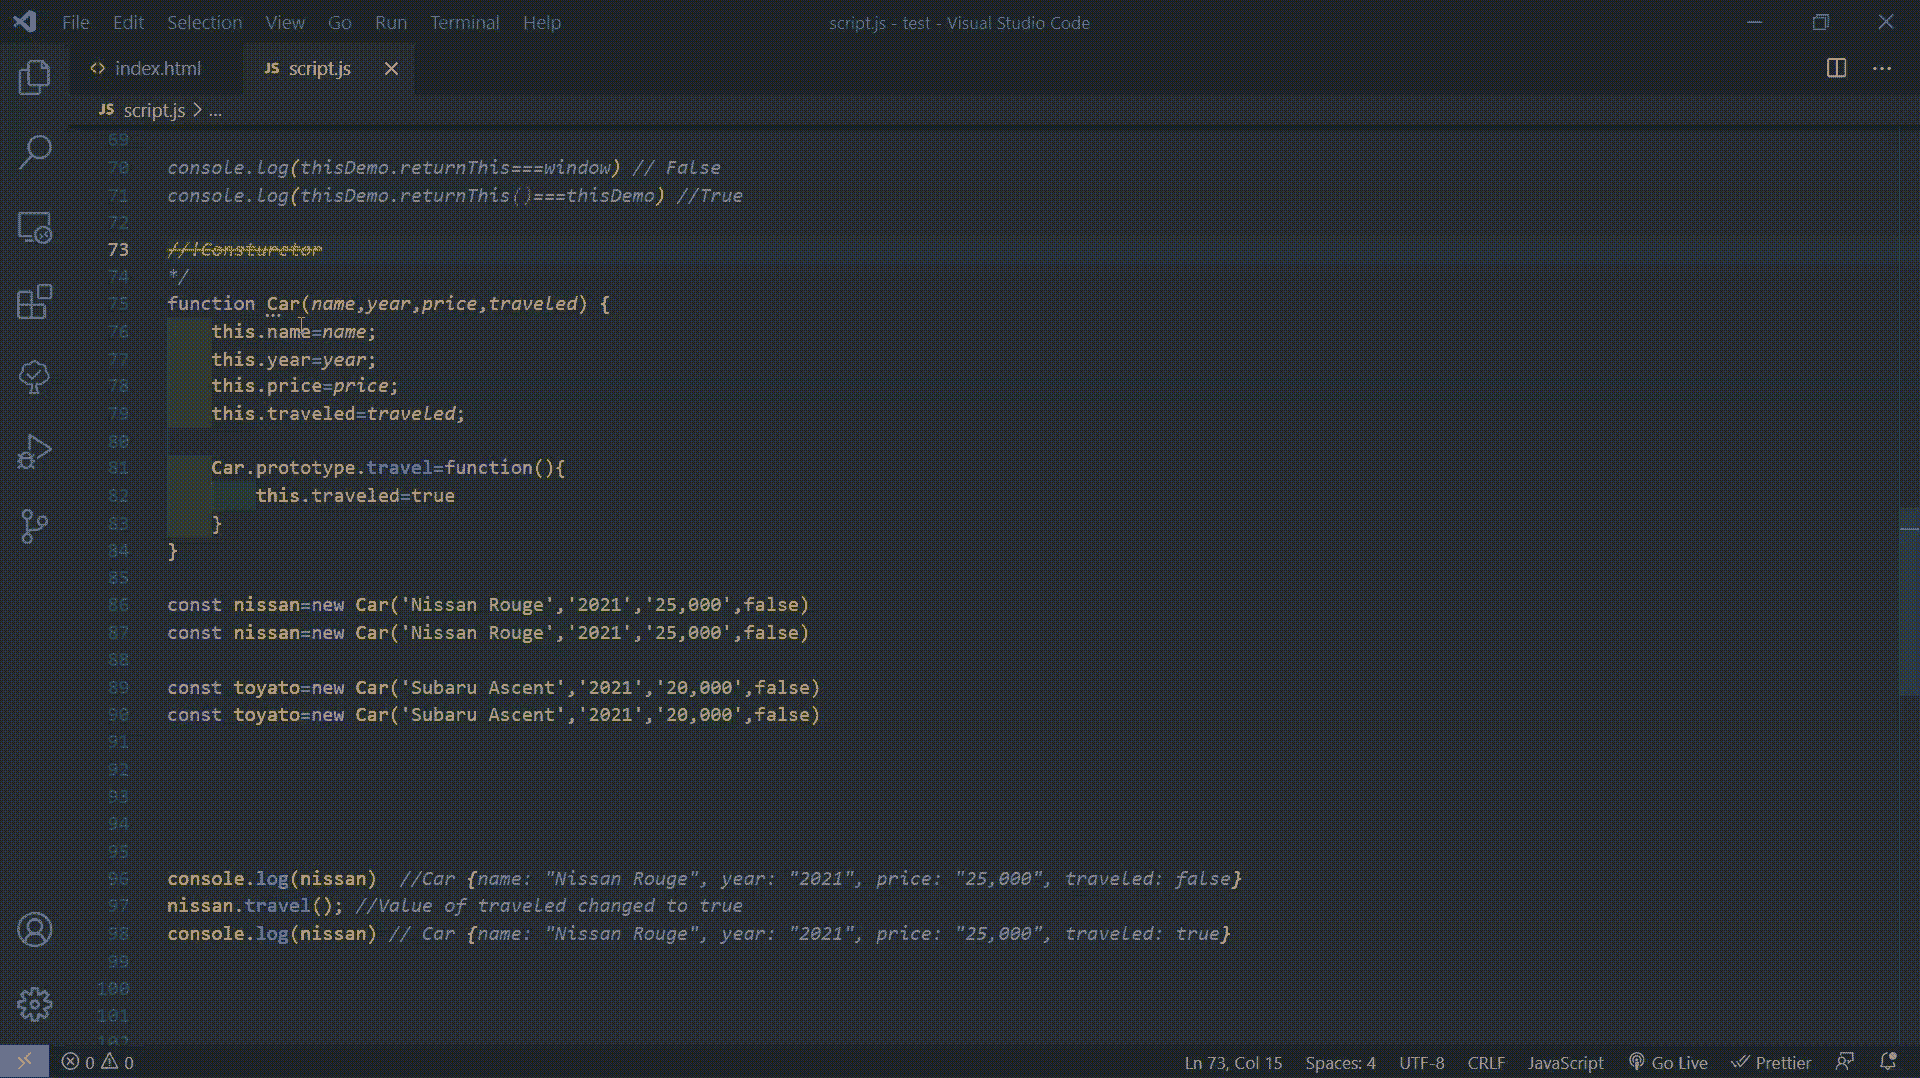 File Edit Selection View Go Run Terminal Help script.js - test - Visual Studio Code
<> index.html JS script.js
JS script.js > ...
69
70 console.log(thisDemo.returnThis===window) // False
71 console.log(thisDemo.returnThis()===thisDemo) //True
72
73 //!Consturctor
74 */
75 function Car(name,year,price,traveled) {
76 this.name=name;
77 this.year=year;
78 this.price=price;
79 this.traveled=traveled;
80
81 Car.prototype.travel=function(){
82 this.traveled=true
83 }
84 }
85
86 const nissan=new Car('Nissan Rouge','2021','25,000',false)
87 const nissan=new Car('Nissan Rouge','2021','25,000',false)
88
89 const toyato=new Car('Subaru Ascent','2021','20,000',false)
90 const toyato=new Car('Subaru Ascent','2021','20,000',false)
91
92
93
94
95
96 console.log(nissan) //Car {name: "Nissan Rouge", year: "2021", price: "25,000", traveled: false}
97 nissan.travel(); //Value of traveled changed to true
98 console.log(nissan) // Car {name: "Nissan Rouge", year: "2021", price: "25,000", traveled: true}
99
100
101
102
0 0 Ln 73, Col 15 Spaces: 4 UTF-8 CRLF JavaScript Go Live Prettier